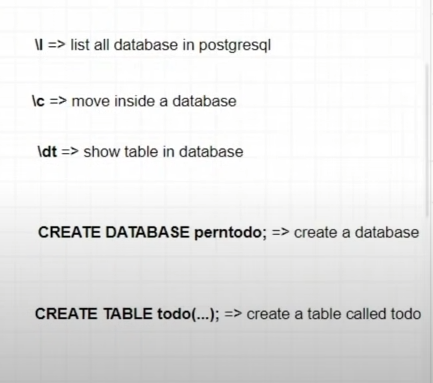 \l => list all database in postgresql
\c => move inside a database
\dt => show table in database
CREATE DATABASE perntodo; => create a database
CREATE TABLE todo(...); => create a table called todo